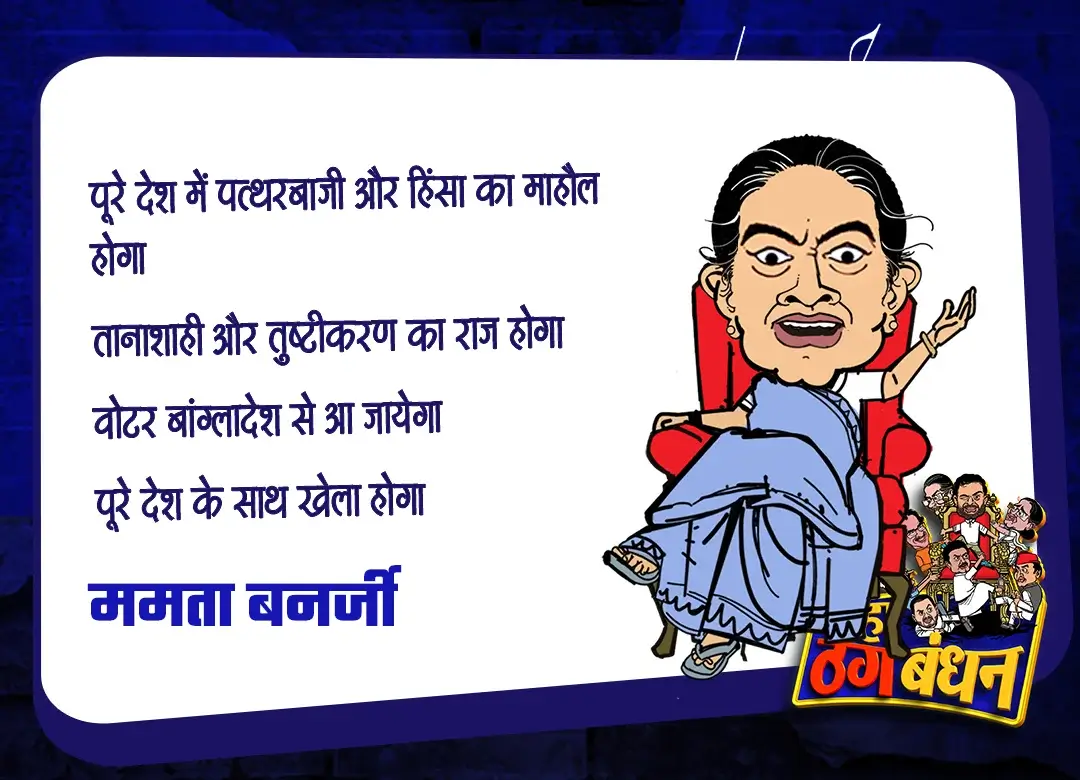 पूरे देश में पत्थरबाजी और हिंसा का माहौल
होगा
तानाशाही और तुष्टीकरण का राज होगा
वोटर बांग्लादेश से आ जायेगा
पूरे देश के साथ खेला होगा
ममता बनर्जी
ठग बंधन